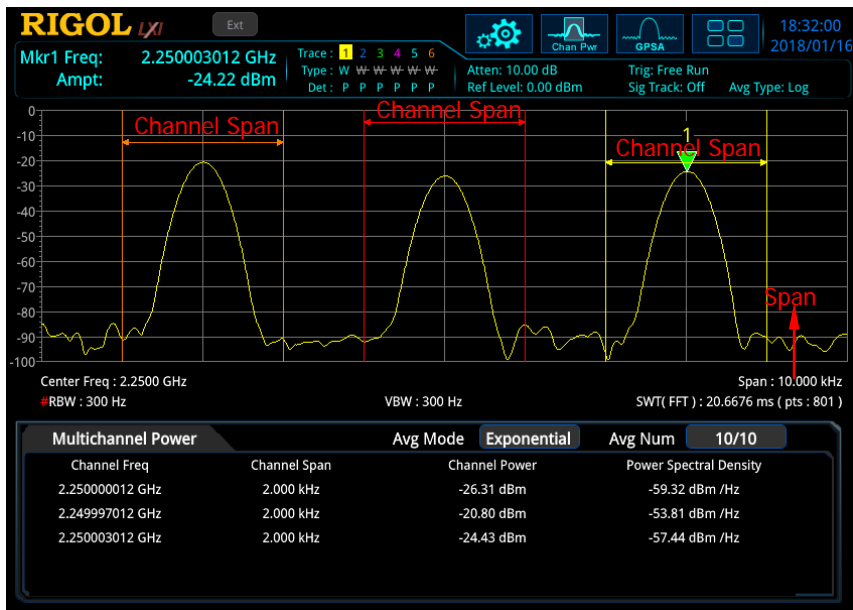 RIGOL LXI Ext Chan Pwr GPSA 18:32:00
2018/01/16
Mkr1 Freq: 2.250003012 GHz
Ampt: -24.22 dBm
Trace : 1 2 3 4 5 6
Type : W W W W W W
Det : P P P P P P
Atten: 10.00 dB
Ref Level: 0.00 dBm
Trig: Free Run
Sig Track: Off Avg Type: Log
0
-10
-20
-30
-40
-50
-60
-70
-80
-90
-100
Channel Span
Channel Span
Channel Span
1
Span
Center Freq : 2.2500 GHz Span : 10.000 kHz
#RBW : 300 Hz VBW : 300 Hz SWT( FFT ) : 20.6676 ms ( pts : 801 )
Multichannel Power Avg Mode Exponential Avg Num 10/10
Channel Freq Channel Span Channel Power Power Spectral Density
2.250000012 GHz 2.000 kHz -26.31 dBm -59.32 dBm /Hz
2.249997012 GHz 2.000 kHz -20.80 dBm -53.81 dBm /Hz
2.250003012 GHz 2.000 kHz -24.43 dBm -57.44 dBm /Hz